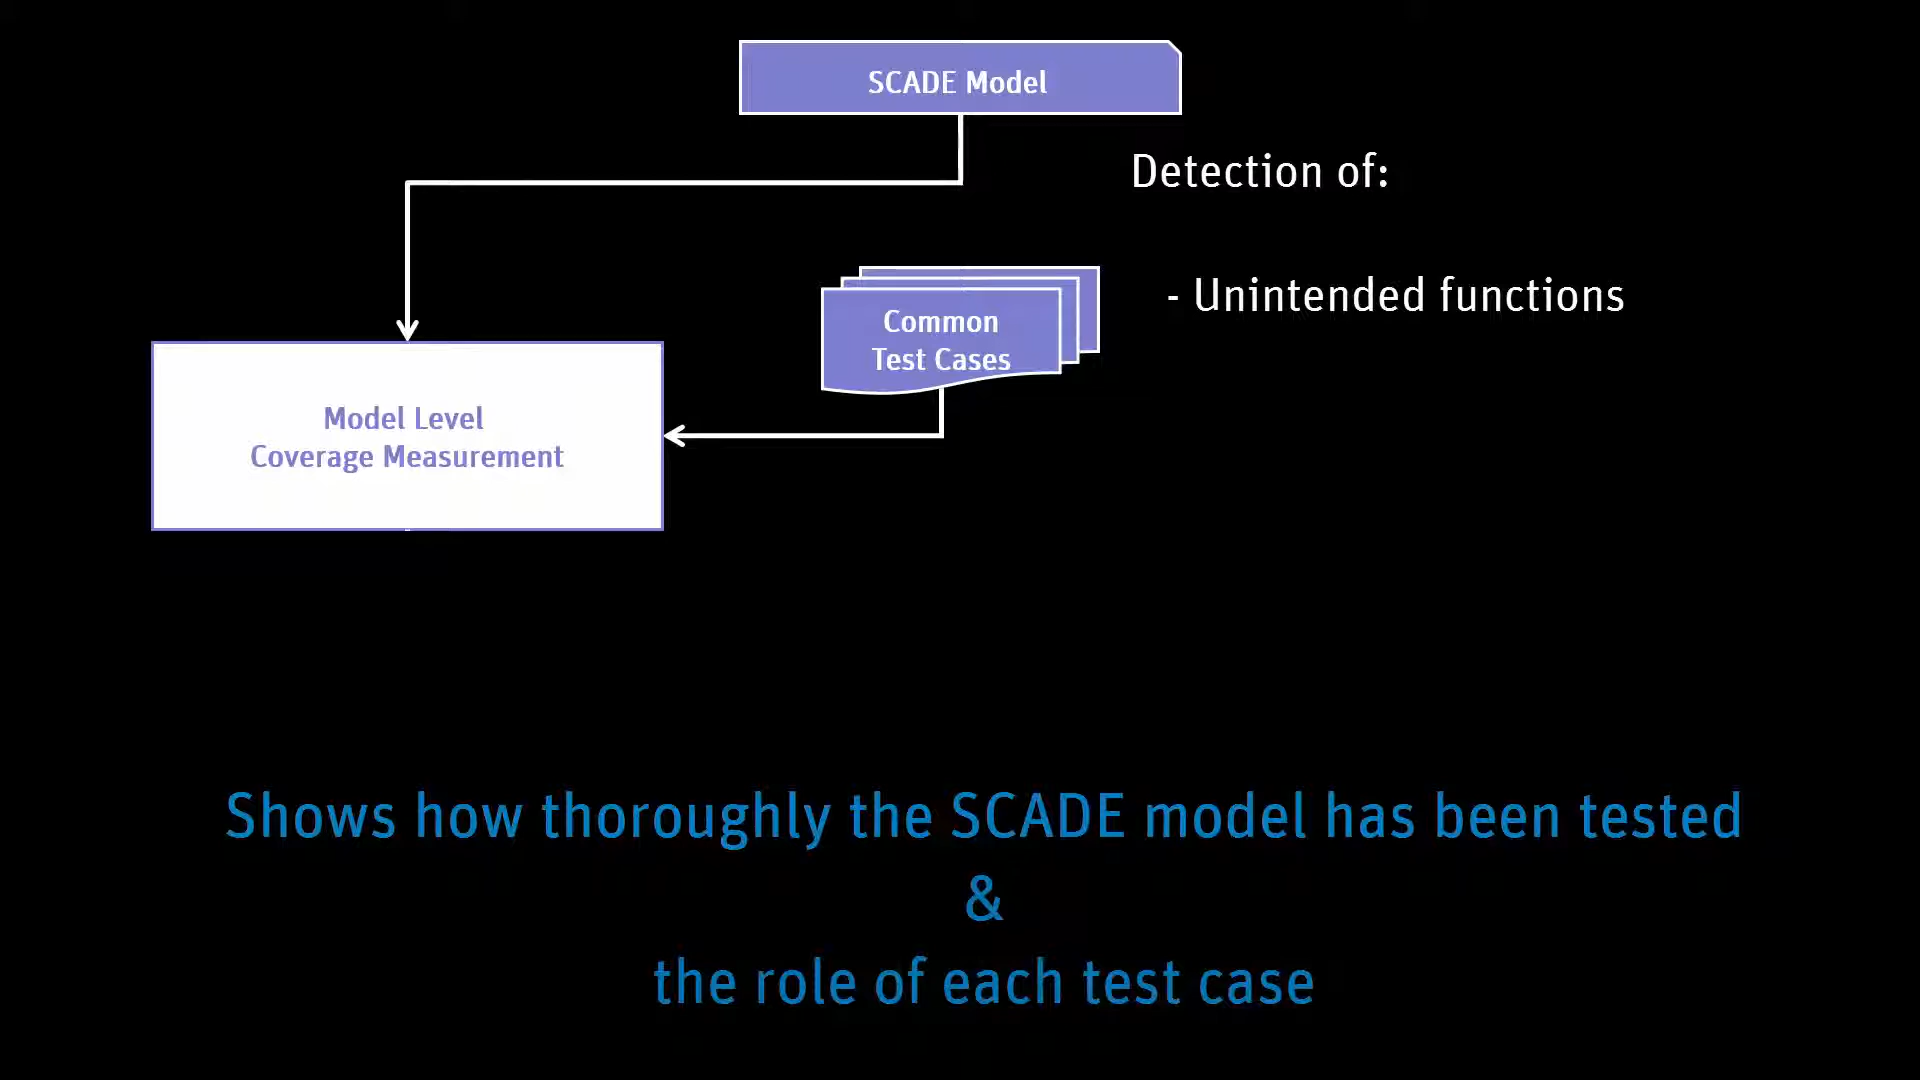 SCADE Model
Detection of:
- Unintended functions
Common
Test Cases
Model Level
Coverage Measurement
Shows how thoroughly the SCADE model has been tested
&
the role of each test case